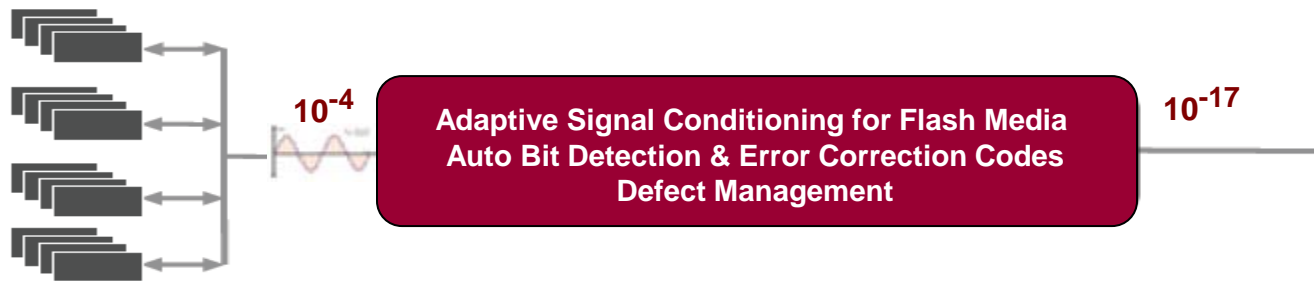 10-4
Adaptive Signal Conditioning for Flash Media
Auto Bit Detection & Error Correction Codes
Defect Management
10-17